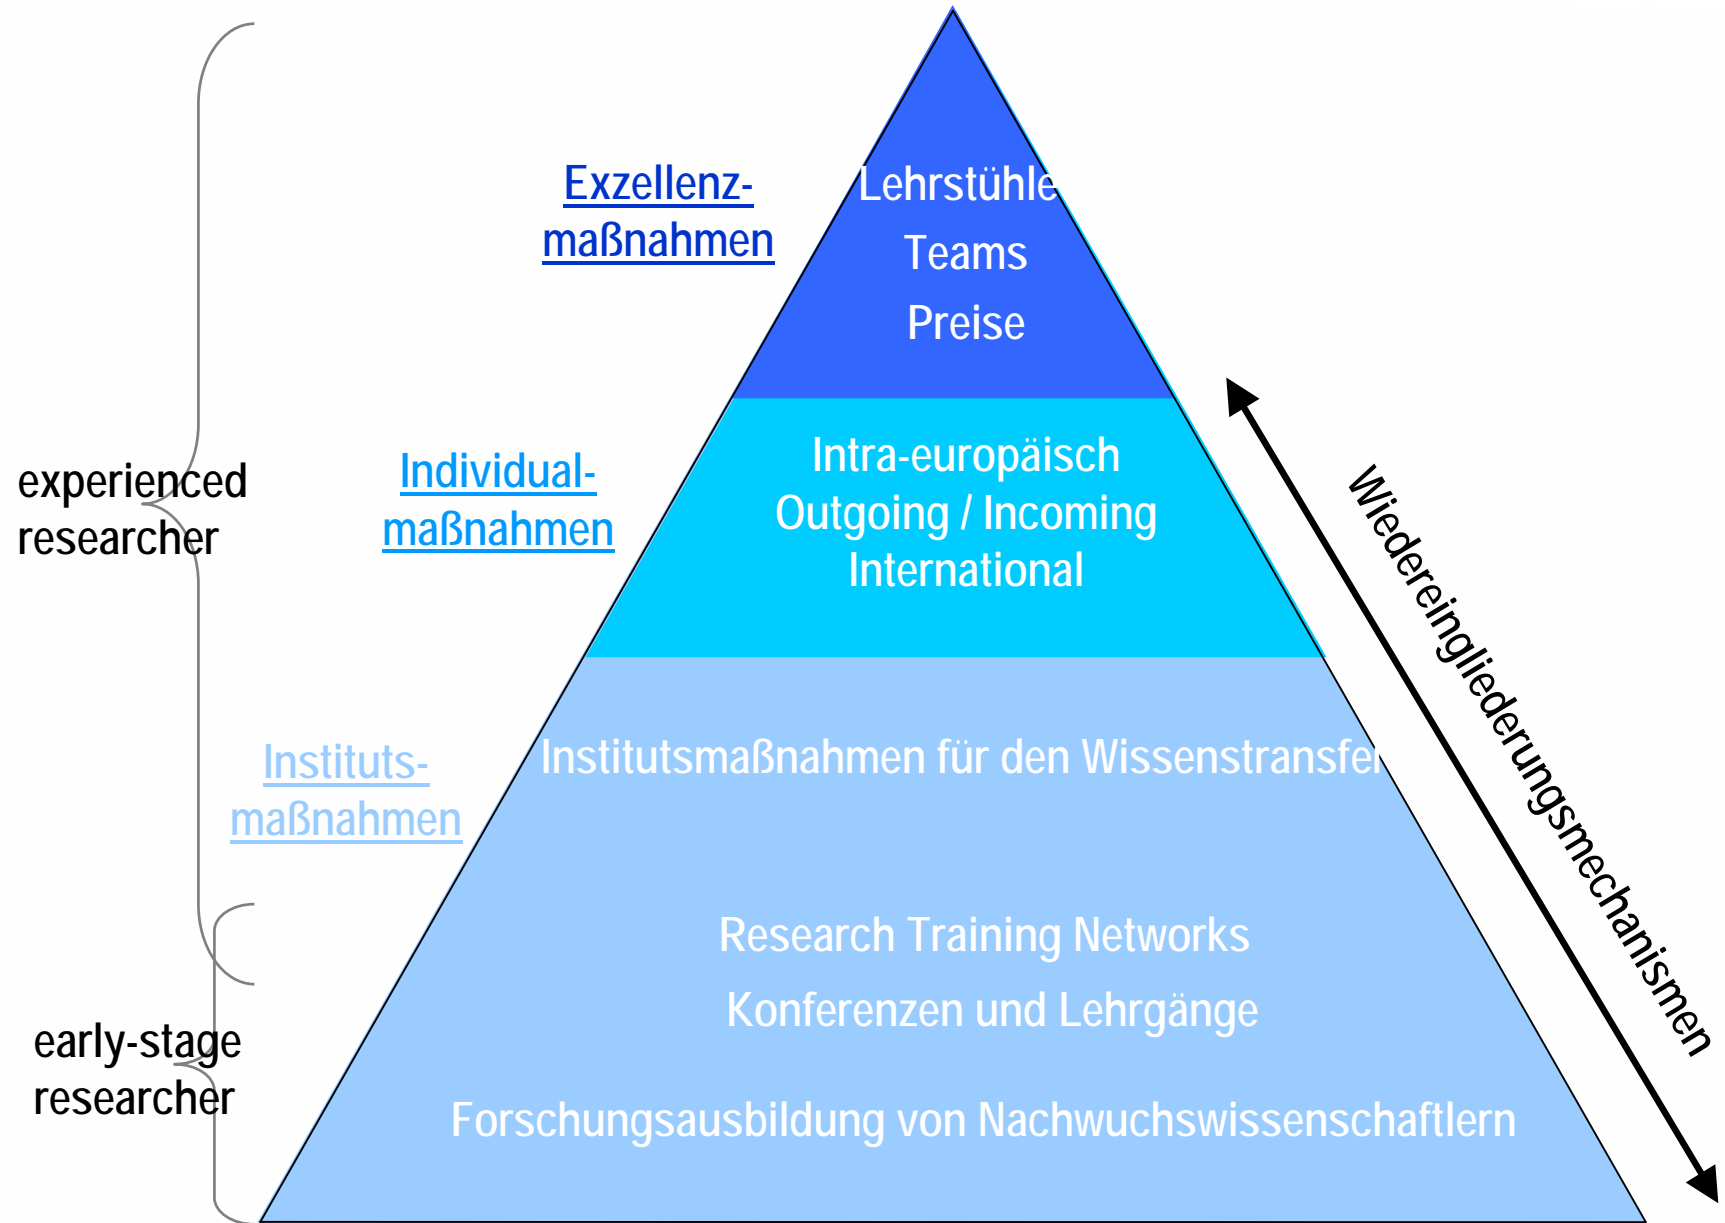 Exzellenz-
maßnahmen
Lehrstühle
Teams
Preise
experienced
researcher
Individual-
maßnahmen
Intra-europäisch
Outgoing / Incoming
International
Wiedereingliederungsmechanismen
Instituts-
maßnahmen
Institutsmaßnahmen für den Wissenstransfer
Research Training Networks
Konferenzen und Lehrgänge
early-stage
researcher
Forschungsausbildung von Nachwuchswissenschaftlern